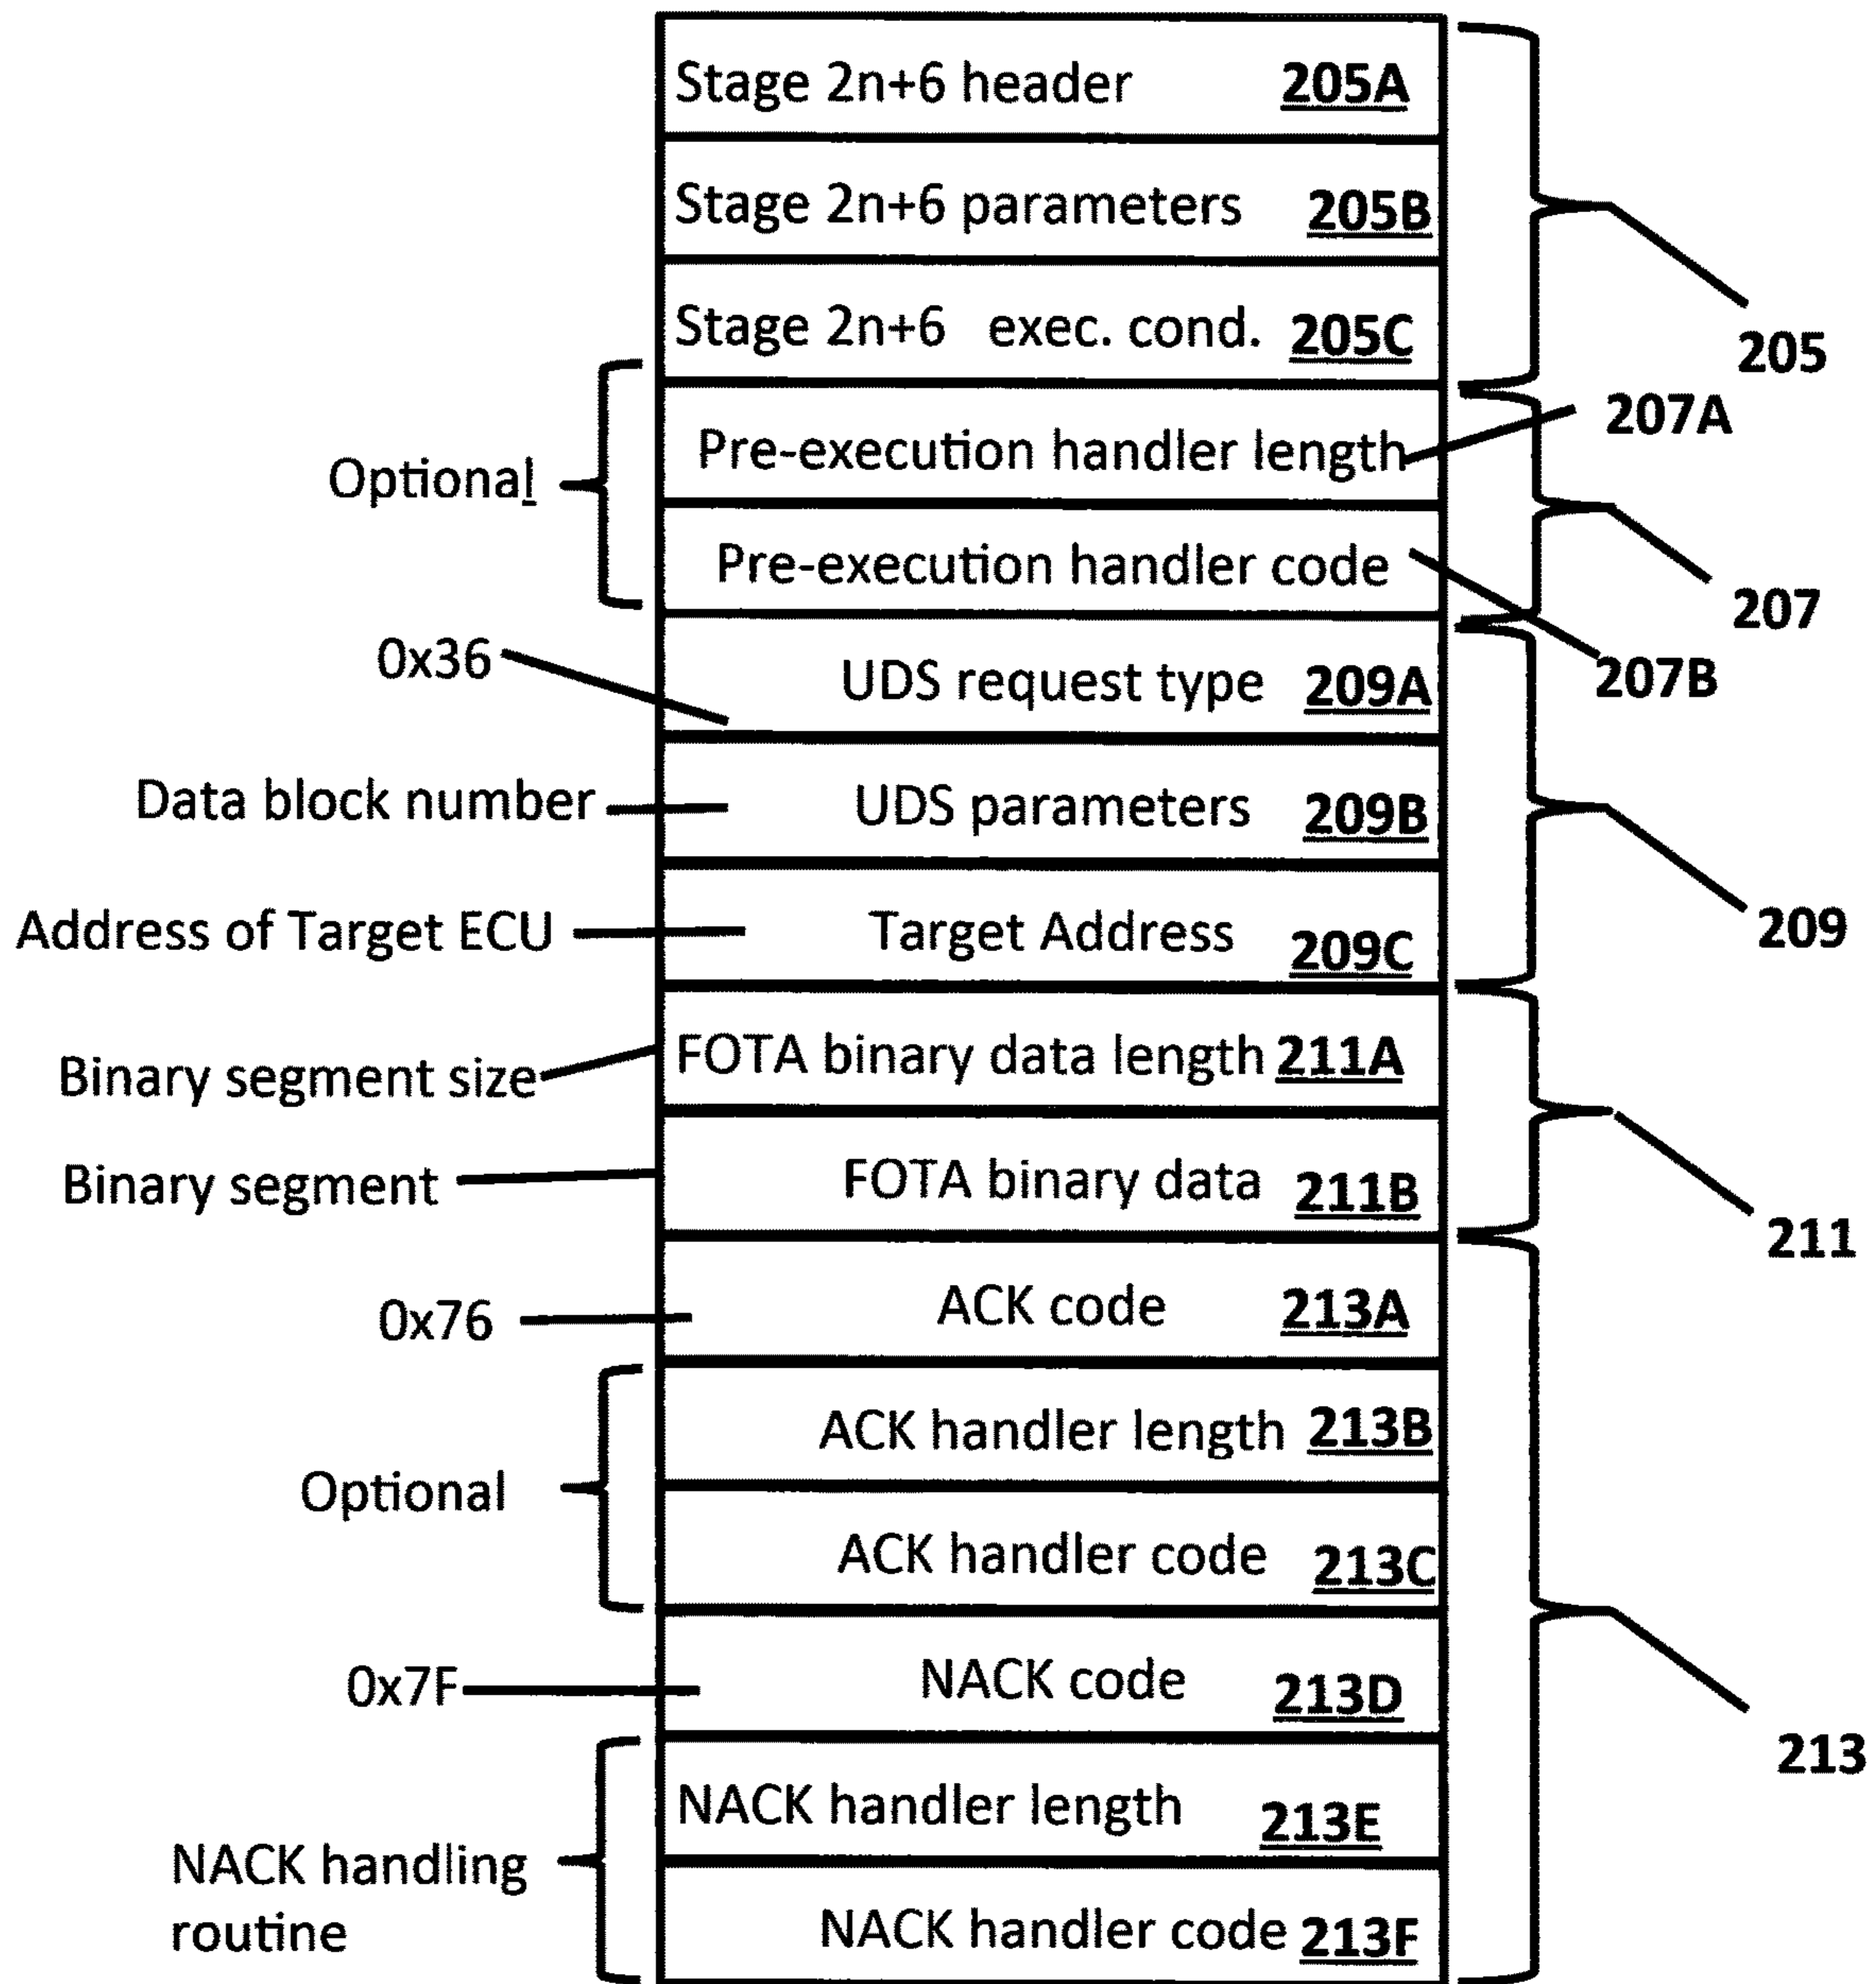 Stage 2n+6 header 205A
Stage 2n+6 parameters 205B
Stage 2n+6 exec. cond. 205C
205
Optional
Pre-execution handler length
207A
Pre-execution handler code
207
207B
0x36
UDS request type 209A
Data block number
UDS parameters 209B
Address of Target ECU
Target Address 209C
209
Binary segment size
FOTA binary data length 211A
Binary segment
FOTA binary data 211B
211
0x76
ACK code 213A
Optional
ACK handler length 213B
ACK handler code 213C
0x7F
NACK code 213D
213
NACK handling
routine
NACK handler length 213E
NACK handler code 213F